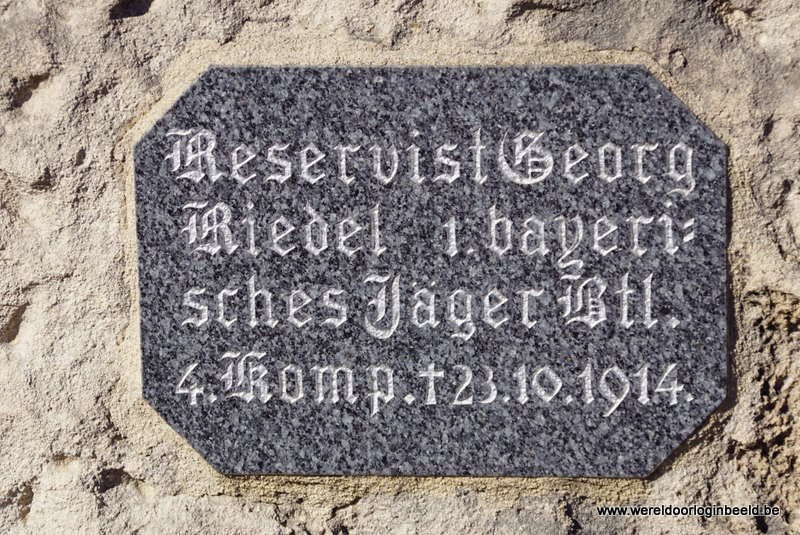 Reservist Georg
Riedel 1. bayeri=
sches Jäger Btl.
4. Komp. † 23.10.1914.
www.wereldoorloginbeeld.be